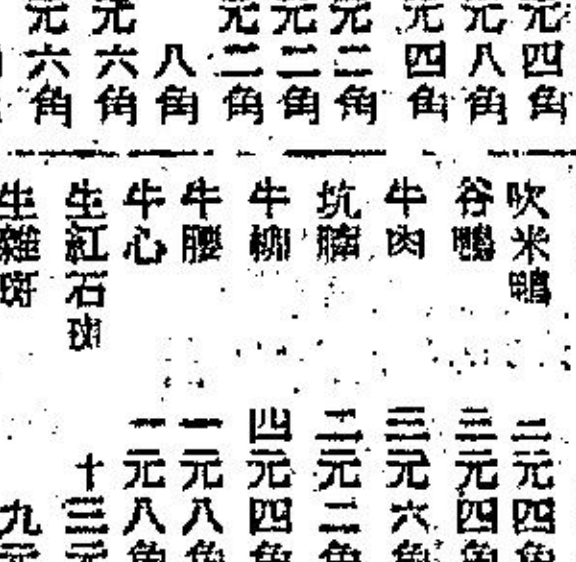 元四角
元八角
元四角
元二角
元二角
元二角
八角
元六角
元六角
吹米鴨 二元四角
谷鴨 三元四角
牛肉 三元六角
坑腩 二元二角
牛柳 四元四角
牛腰 一元八角
牛心 一元八角
生紅石斑 十三元
生雜斑 九元